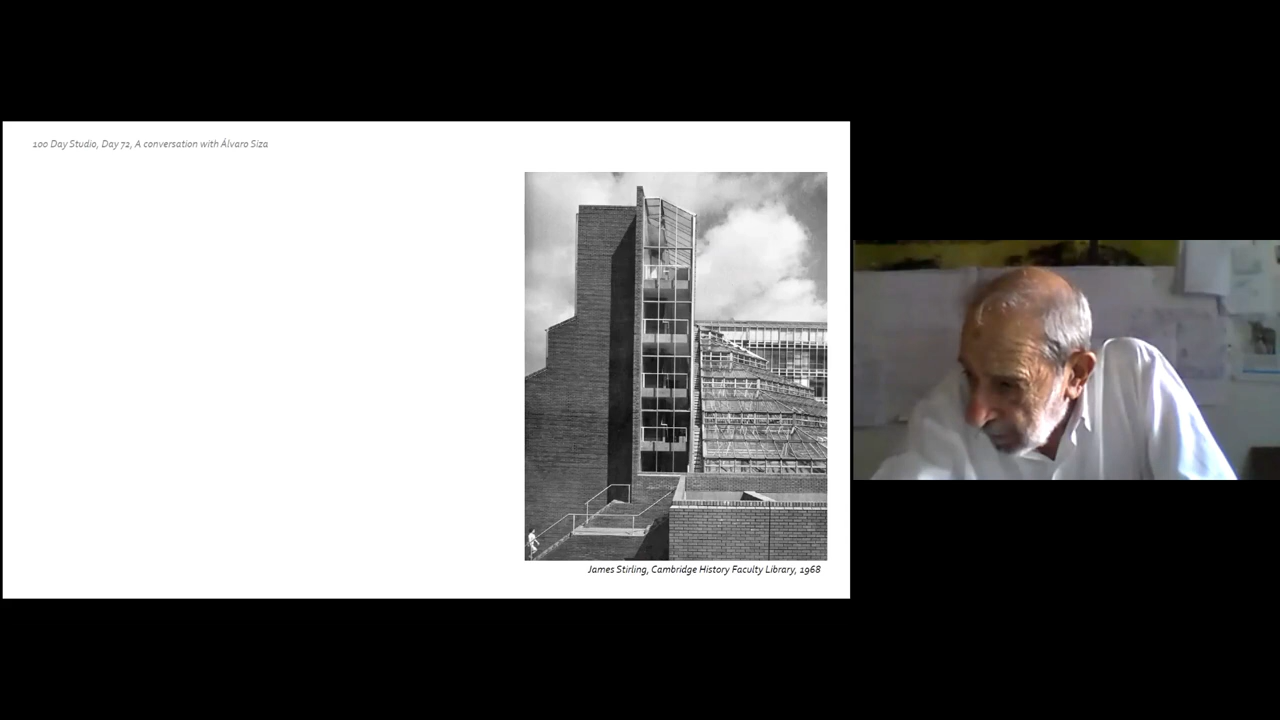 100 Day Studio, Day 72, A conversation with Álvaro Siza
James Stirling, Cambridge History Faculty Library, 1968